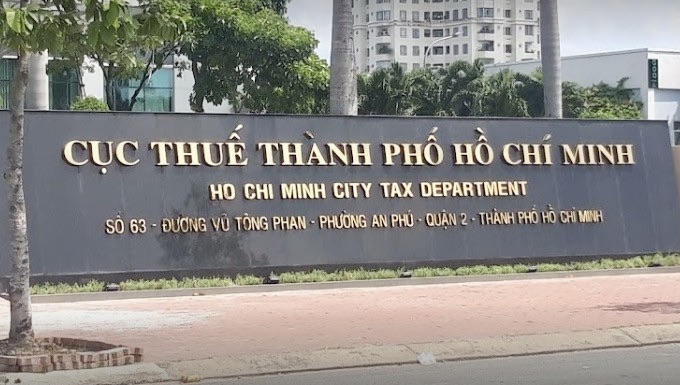 CỤC THUẾ THÀNH PHỐ HỒ CHÍ MINH
HO CHI MINH CITY TAX DEPARTMENT
SỐ 63 - ĐƯỜNG VŨ TÔNG PHAN - PHƯỜNG AN PHÚ - QUẬN 2 - THÀNH PHỐ HỒ CHÍ MINH